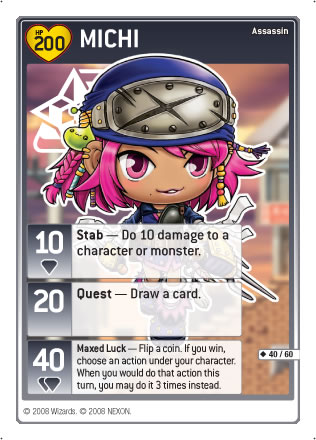 HP
200
MICHI
Assassin
10
Stab — Do 10 damage to a
character or monster.
20
Quest — Draw a card.
40
Maxed Luck — Flip a coin. If you win,
choose an action under your character.
When you would do that action this
turn, you may do it 3 times instead.
40 / 60
© 2008 Wizards. © 2008 NEXON.